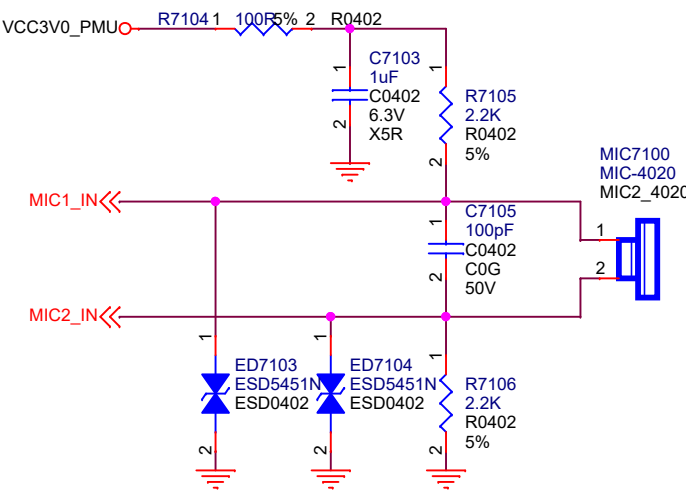 R7104 1 100R 5% 2 R0402
VCC3V0_PMU
C7103
1uF
C0402
6.3V
X5R
1
2
1
R7105
2.2K
R0402
5%
2
MIC7100
MIC-4020
MIC2_4020
MIC1_IN
C7105
100pF
C0402
C0G
50V
1
2
1
2
MIC2_IN
1
ED7103
ESD5451N
ESD0402
2
1
ED7104
ESD5451N
ESD0402
2
1
R7106
2.2K
R0402
5%
2